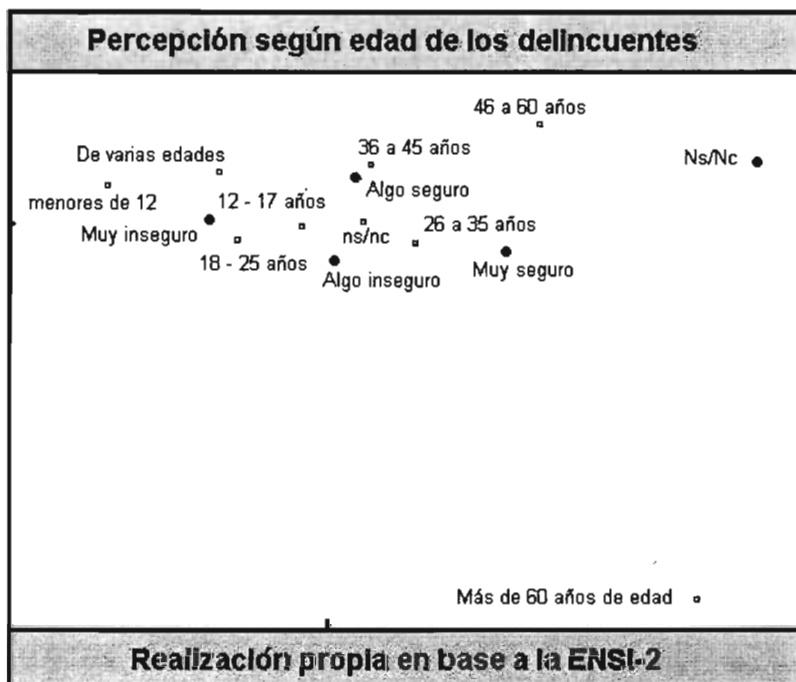 Percepción según edad de los delincuentes
46 a 60 años
36 a 45 años
De varias edades
Ns/Nc
Algo seguro
menores de 12
12 - 17 años
26 a 35 años
Muy inseguro
ns/nc
18 - 25 años
Muy seguro
Algo inseguro
Más de 60 años de edad
Realización propia en base a la ENSI-2